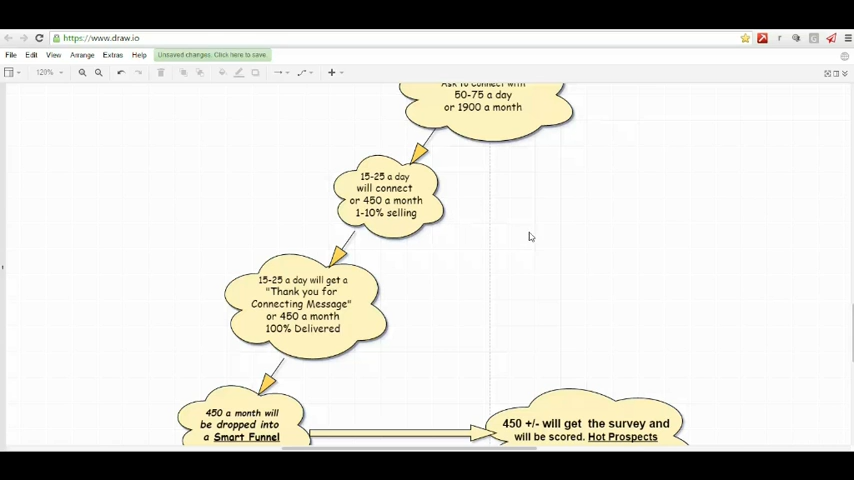 https://www.draw.io
File Edit View Arrange Extras Help Unsaved changes. Click here to save.
120%
Ask to connect with
50-75 a day
or 1900 a month
15-25 a day
will connect
or 450 a month
1-10% selling
15-25 a day will get a
"Thank you for
Connecting Message"
or 450 a month
100% Delivered
450 a month will
be dropped into
a Smart Funnel
450 +/- will get the survey and
will be scored. Hot Prospects